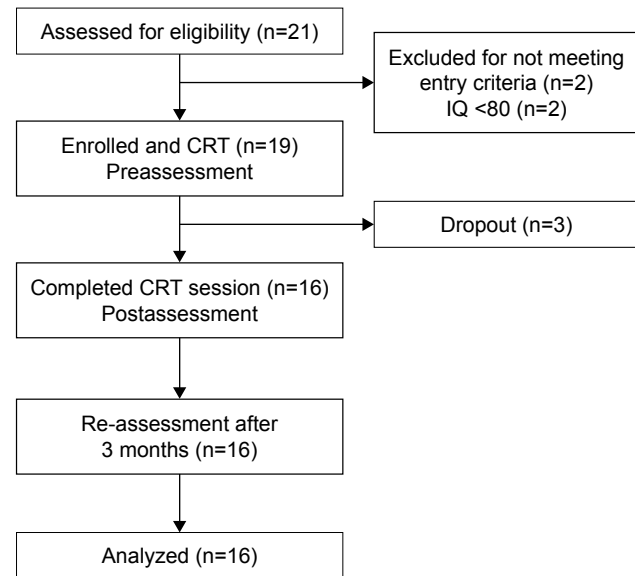 Assessed for eligibility (n=21)
Excluded for not meeting
entry criteria (n=2)
IQ <80 (n=2)
Enrolled and CRT (n=19)
Preassessment
Dropout (n=3)
Completed CRT session (n=16)
Postassessment
Re-assessment after
3 months (n=16)
Analyzed (n=16)